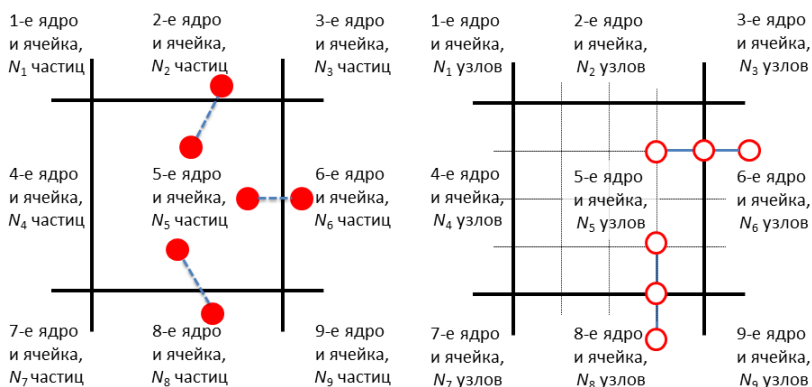 1-е ядро
и ячейка,
N₁ частиц
2-е ядро
и ячейка,
N₂ частиц
3-е ядро
и ячейка,
N₃ частиц
4-е ядро
и ячейка,
N₄ частиц
5-е ядро
и ячейка,
N₅ частиц
6-е ядро
и ячейка,
N₆ частиц
7-е ядро
и ячейка,
N₇ частиц
8-е ядро
и ячейка,
N₈ частиц
9-е ядро
и ячейка,
N₉ частиц
1-е ядро
и ячейка,
N₁ узлов
2-е ядро
и ячейка,
N₂ узлов
3-е ядро
и ячейка,
N₃ узлов
4-е ядро
и ячейка,
N₄ узлов
5-е ядро
и ячейка,
N₅ узлов
6-е ядро
и ячейка,
N₆ узлов
7-е ядро
и ячейка,
N₇ узлов
8-е ядро
и ячейка,
N₈ узлов
9-е ядро
и ячейка,
N₉ узлов